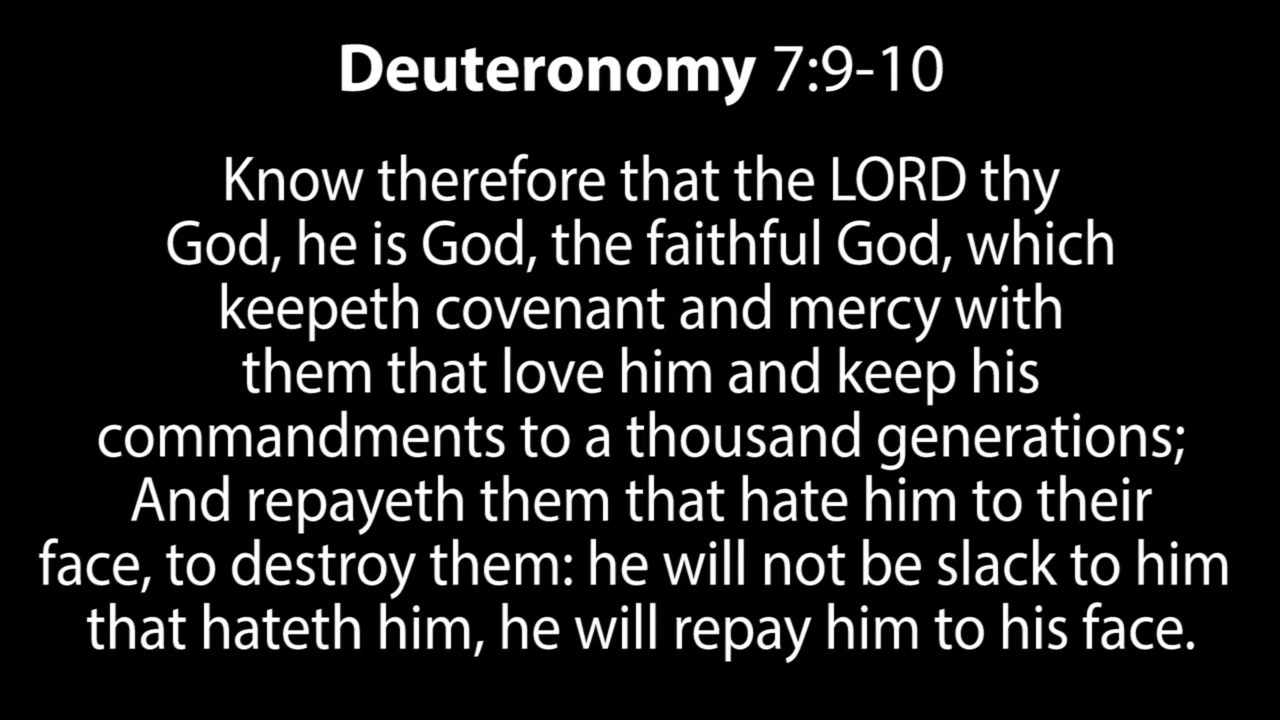 Deuteronomy 7:9-10
Know therefore that the LORD thy
God, he is God, the faithful God, which
keepeth covenant and mercy with
them that love him and keep his
commandments to a thousand generations;
And repayeth them that hate him to their
face, to destroy them: he will not be slack to him
that hateth him, he will repay him to his face.